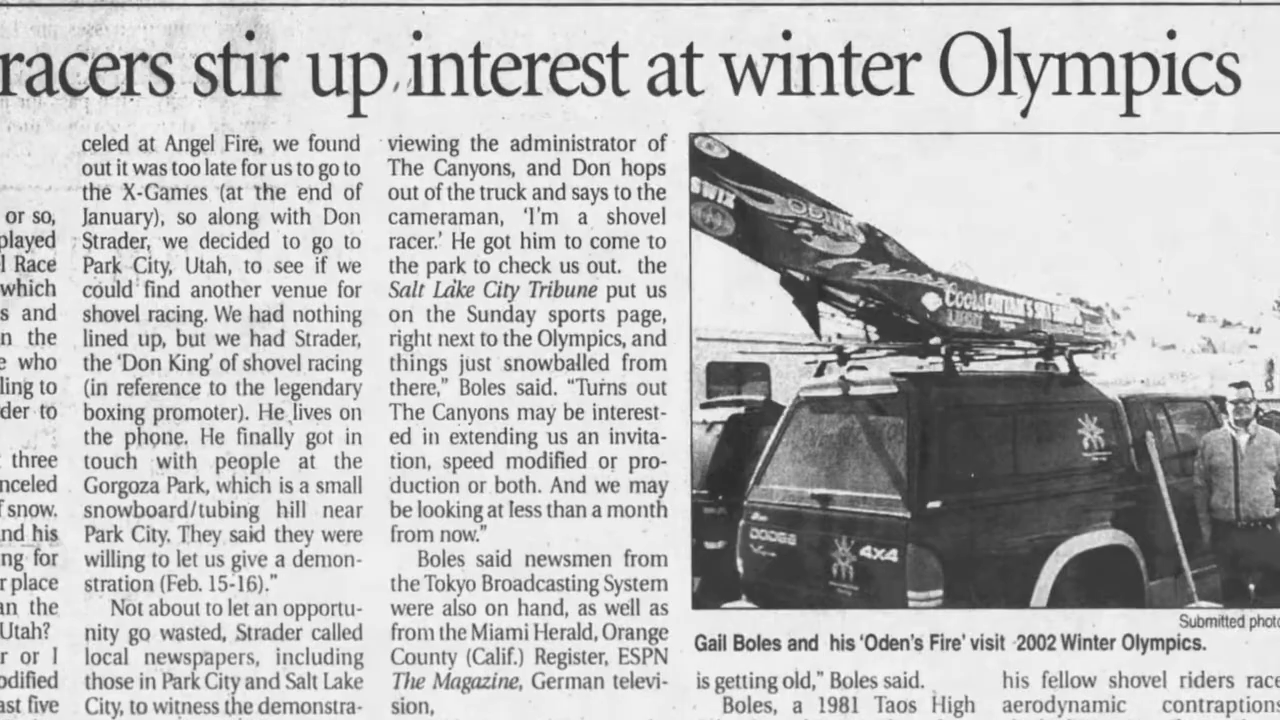 racers stir up interest at winter Olympics
or so,
played
l Race
which
s and
n the
e who
ling to
der to
three
nceled
f snow.
nd his
ng for
r place
an the
Utah?
r or I
odified
ast five
celed at Angel Fire, we found
out it was too late for us to go to
the X-Games (at the end of
January), so along with Don
Strader, we decided to go to
Park City, Utah, to see if we
could find another venue for
shovel racing. We had nothing
lined up, but we had Strader,
the 'Don King' of shovel racing
(in reference to the legendary
boxing promoter). He lives on
the phone. He finally got in
touch with people at the
Gorgoza Park, which is a small
snowboard/tubing hill near
Park City. They said they were
willing to let us give a demon-
stration (Feb. 15-16)."
Not about to let an opportu-
nity go wasted, Strader called
local newspapers, including
those in Park City and Salt Lake
City, to witness the demonstra-
viewing the administrator of
The Canyons, and Don hops
out of the truck and says to the
cameraman, 'I'm a shovel
racer.' He got him to come to
the park to check us out. the
Salt Lake City Tribune put us
on the Sunday sports page,
right next to the Olympics, and
things just snowballed from
there," Boles said. "Turns out
The Canyons may be interest-
ed in extending us an invita-
tion, speed modified or pro-
duction or both. And we may
be looking at less than a month
from now."
Boles said newsmen from
the Tokyo Broadcasting System
were also on hand, as well as
from the Miami Herald, Orange
County (Calif.) Register, ESPN
The Magazine, German televi-
sion,
SWIX
ODIN
Coors
DODGE
4X4
Submitted photo
Gail Boles and his 'Oden's Fire' visit 2002 Winter Olympics.
is getting old," Boles said.
Boles, a 1981 Taos High
his fellow shovel riders race
aerodynamic contraptions